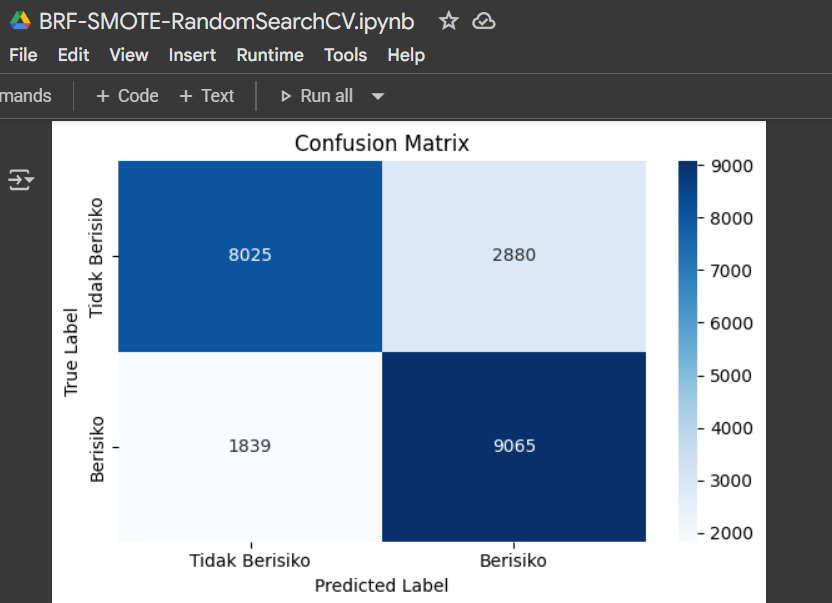 BRF-SMOTE-RandomSearchCV.ipynb
File Edit View Insert Runtime Tools Help
mands + Code + Text Run all
Confusion Matrix
True Label
Tidak Berisiko
8025 2880
Berisiko
1839 9065
Tidak Berisiko Berisiko
Predicted Label
9000
8000
7000
6000
5000
4000
3000
2000